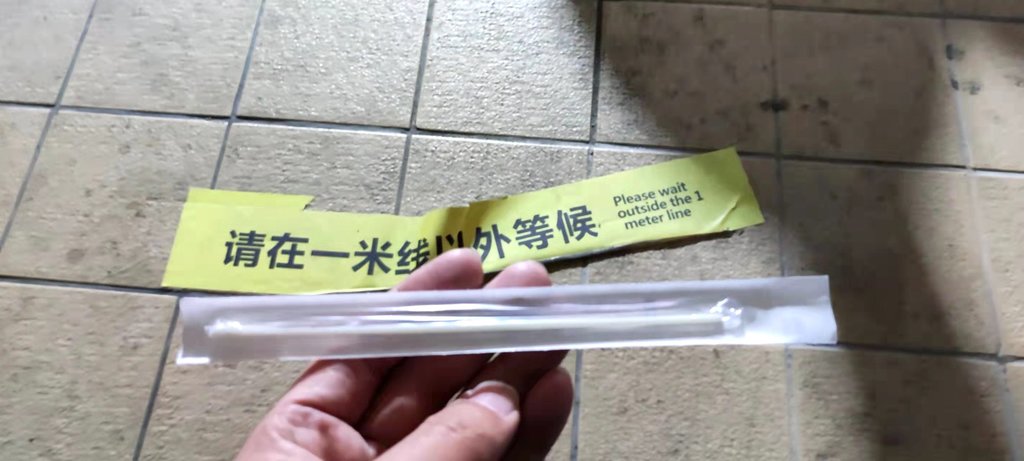 请在一米线以外等候
Please wait
outside the 1
meter line